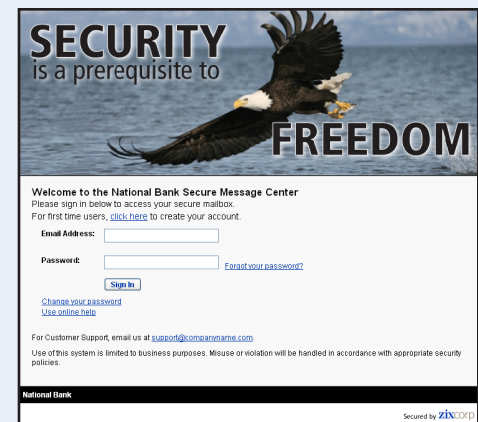 SECURITY
is a prerequisite to
FREEDOM
Welcome to the National Bank Secure Message Center
Please sign in below to access your secure mailbox.
For first time users, click here to create your account.
Email Address:
Password:
Forgot your password?
Sign In
Change your password
Use online help
For Customer Support, email us at support@companyname.com.
Use of this system is limited to business purposes. Misuse or violation will be handled in accordance with appropriate security
policies.
National Bank
Secured by zixcorp